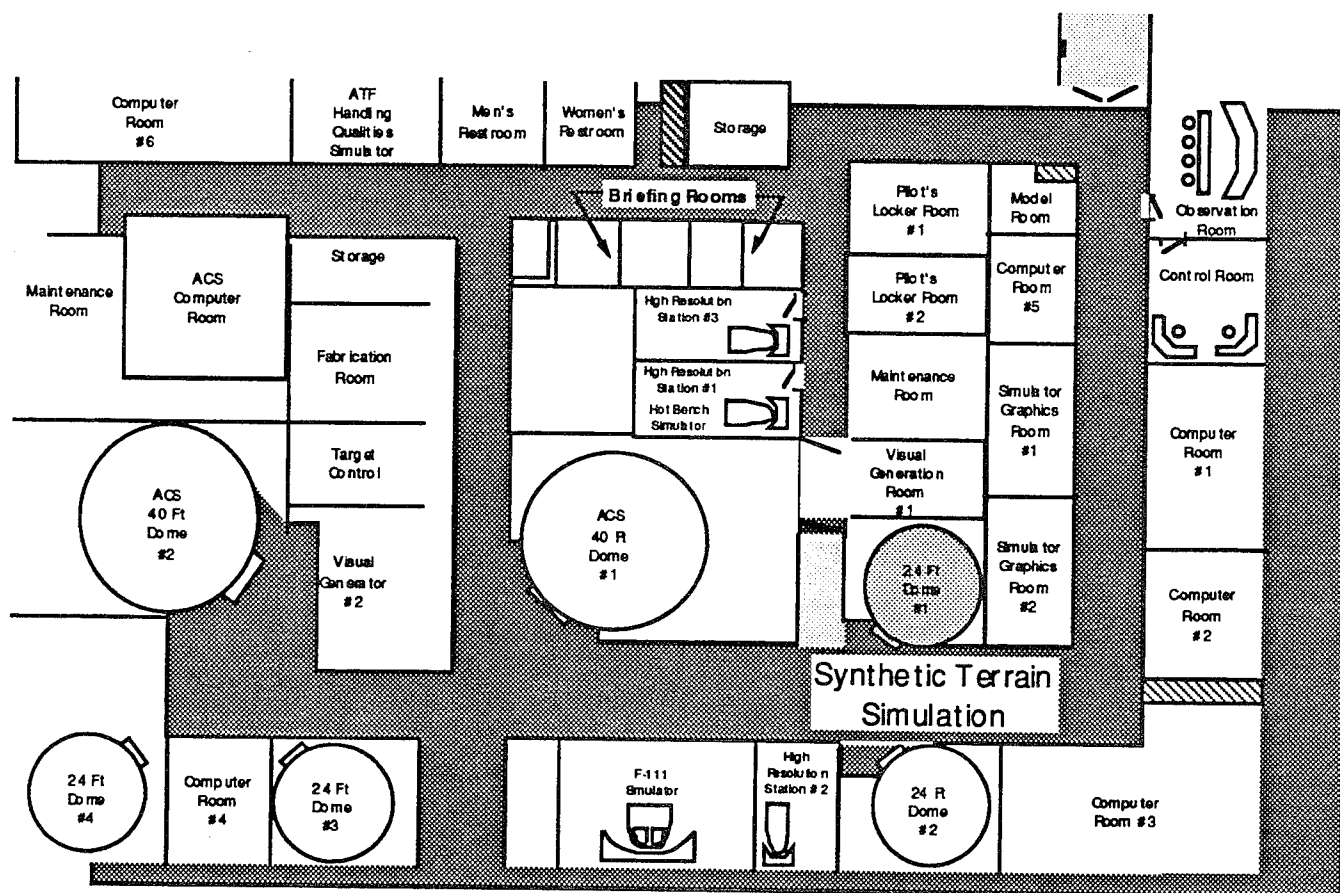 Computer
Room
#6
ATF
Handling
Qualities
Simulator
Men's
Restroom
Women's
Restroom
Storage
Briefing Rooms
Pilot's
Locker Room
#1
Model
Room
Observation
Room
Maintenance
Room
ACS
Computer
Room
Storage
High Resolution
Station #3
Pilot's
Locker Room
#2
Computer
Room
#5
Control Room
Fabrication
Room
High Resolution
Station #1
Hot Bench
Simulator
Maintenance
Room
Simulator
Graphics
Room
#1
Computer
Room
#1
Target
Control
Visual
Generation
Room
#1
ACS
40 Ft
Dome
#2
ACS
40 Ft
Dome
#1
Visual
Generator
#2
24 Ft
Dome
#1
Simulator
Graphics
Room
#2
Computer
Room
#2
Synthetic Terrain
Simulation
24 Ft
Dome
#4
Computer
Room
#4
24 Ft
Dome
#3
F-111
Simulator
High
Resolution
Station #2
24 Ft
Dome
#2
Computer
Room #3